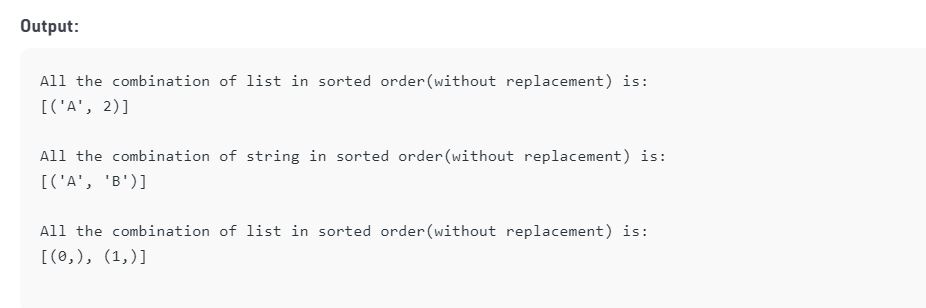 Output:
All the combination of list in sorted order(without replacement) is:
[('A', 2)]
All the combination of string in sorted order(without replacement) is:
[('A', 'B')]
All the combination of list in sorted order(without replacement) is:
[(0,), (1,)]